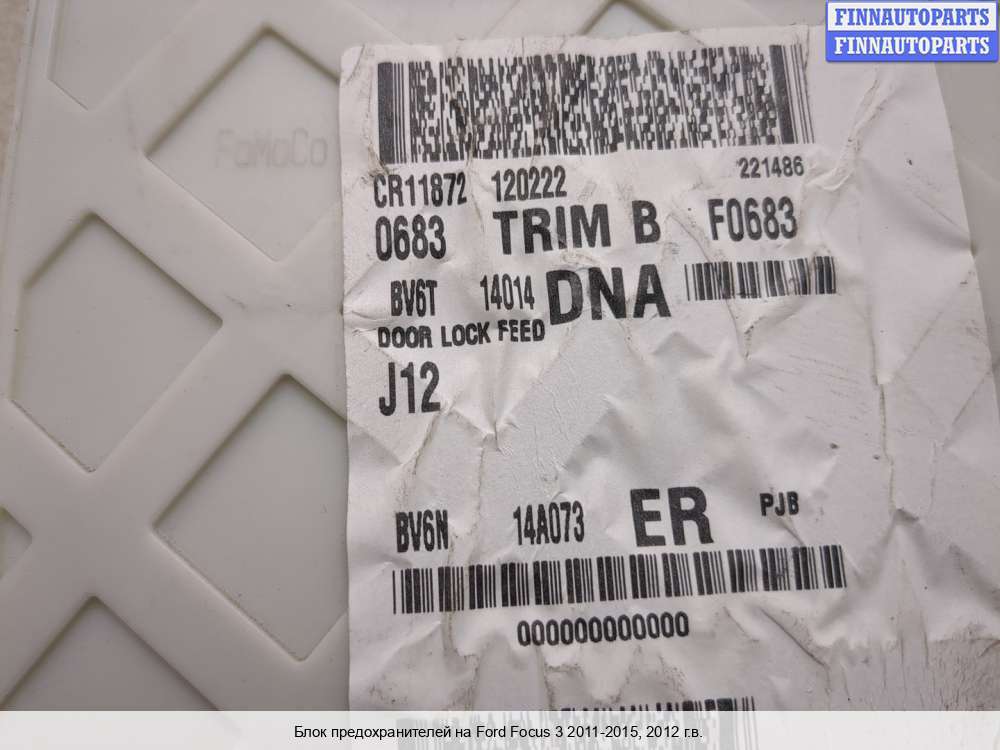 FINNAUTOPARTS
FINNAUTOPARTS
FoMoCo
CR11872 120222 221486
0683 TRIM B F0683
BV6T 14014 DNA
DOOR LOCK FEED
J12
BV6N 14A073 ER PJB
000000000000
Блок предохранителей на Ford Focus 3 2011-2015, 2012 г.в.